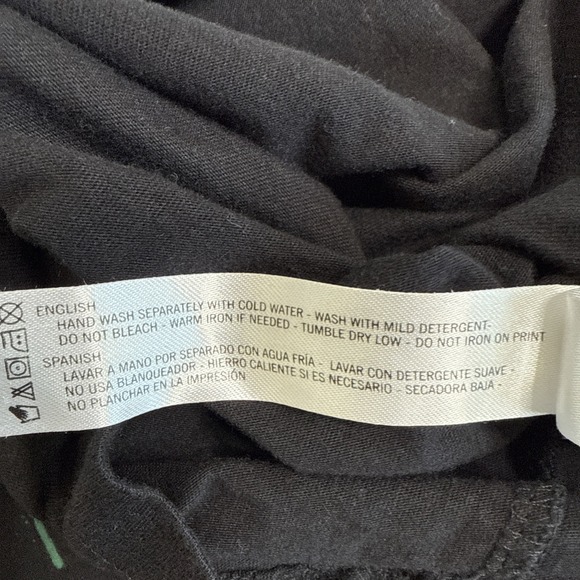 ENGLISH
HAND WASH SEPARATELY WITH COLD WATER - WASH WITH MILD DETERGENT-
DO NOT BLEACH - WARM IRON IF NEEDED - TUMBLE DRY LOW - DO NOT IRON ON PRINT
SPANISH
LAVAR A MANO POR SEPARADO CON AGUA FRÍA - LAVAR CON DETERGENTE SUAVE -
NO USA BLANQUEADOR - HIERRO CALIENTE SI ES NECESARIO - SECADORA BAJA -
NO PLANCHAR EN LA IMPRESIÓN